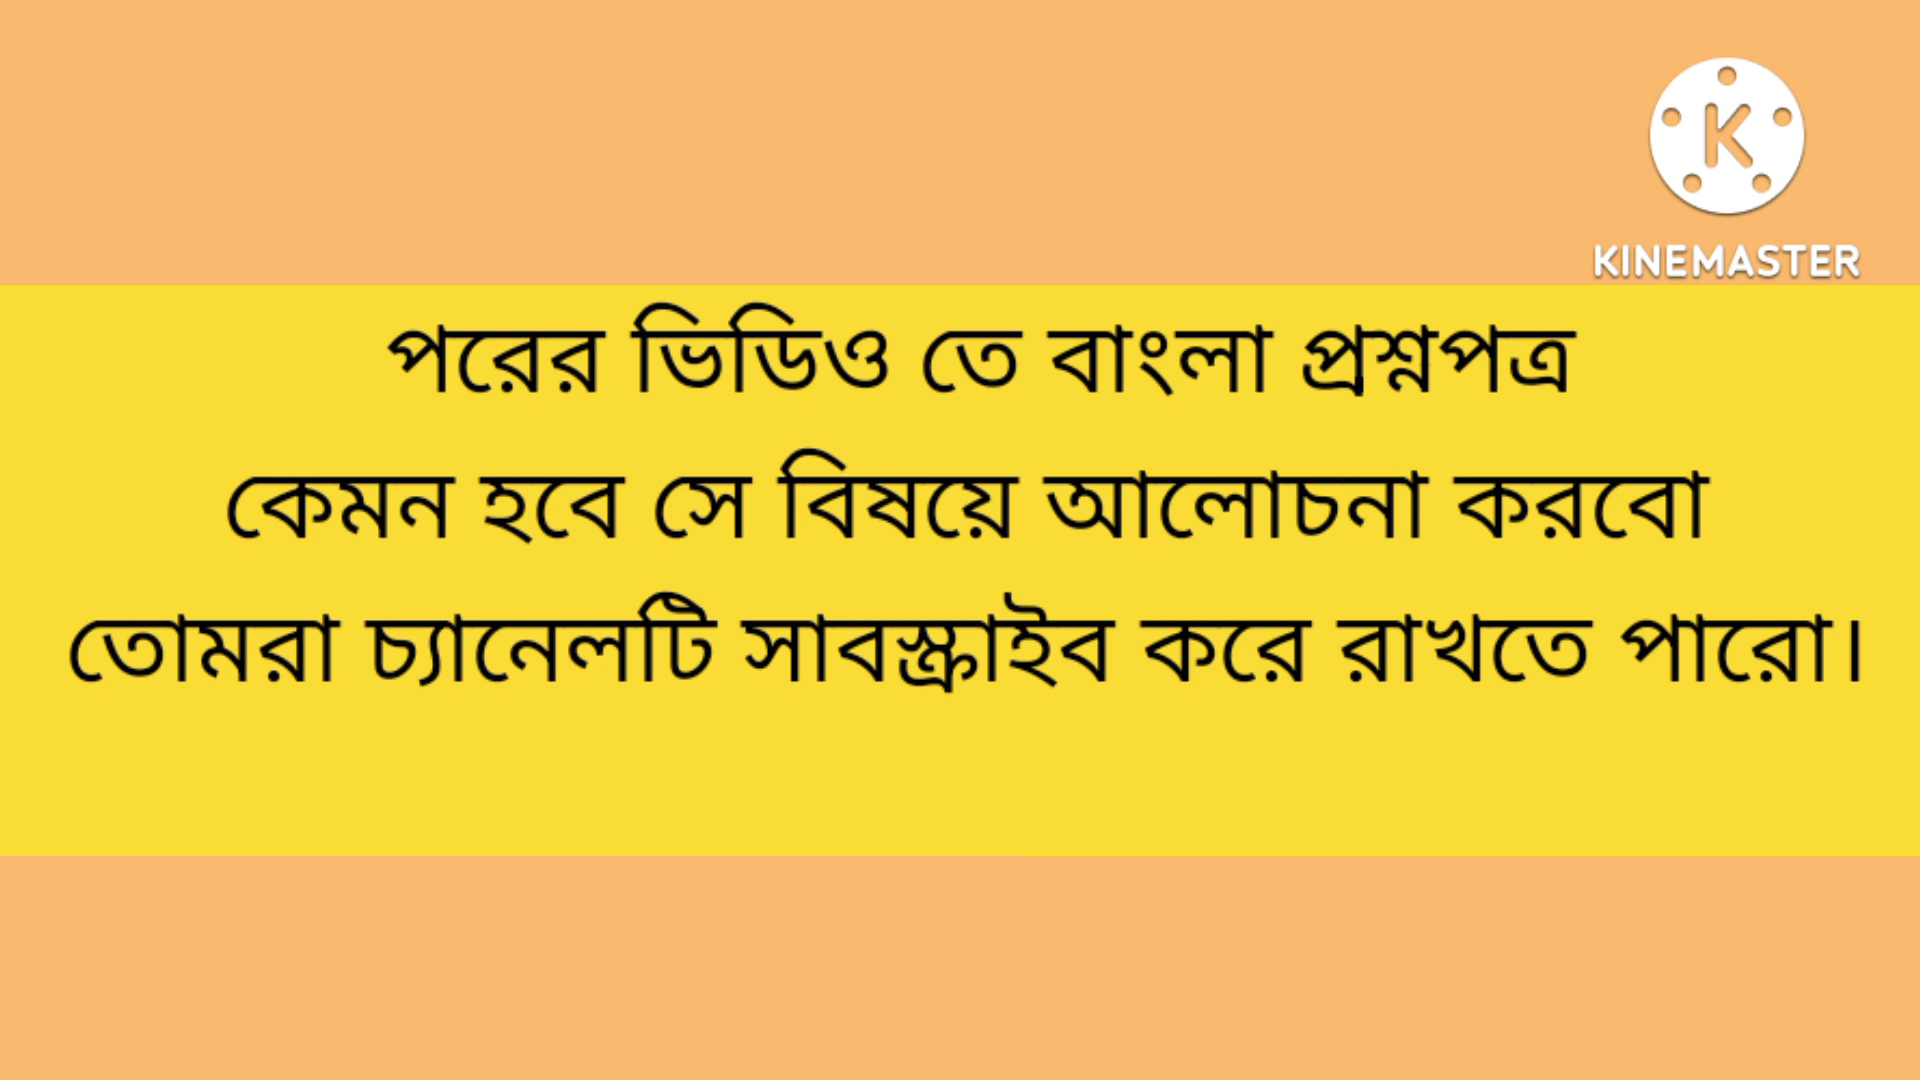 KINEMASTER
পরের ভিডিও তে বাংলা প্রশ্নপত্র
কেমন হবে সে বিষয়ে আলোচনা করবো
তোমরা চ্যানেলটি সাবস্ক্রাইব করে রাখতে পারো।